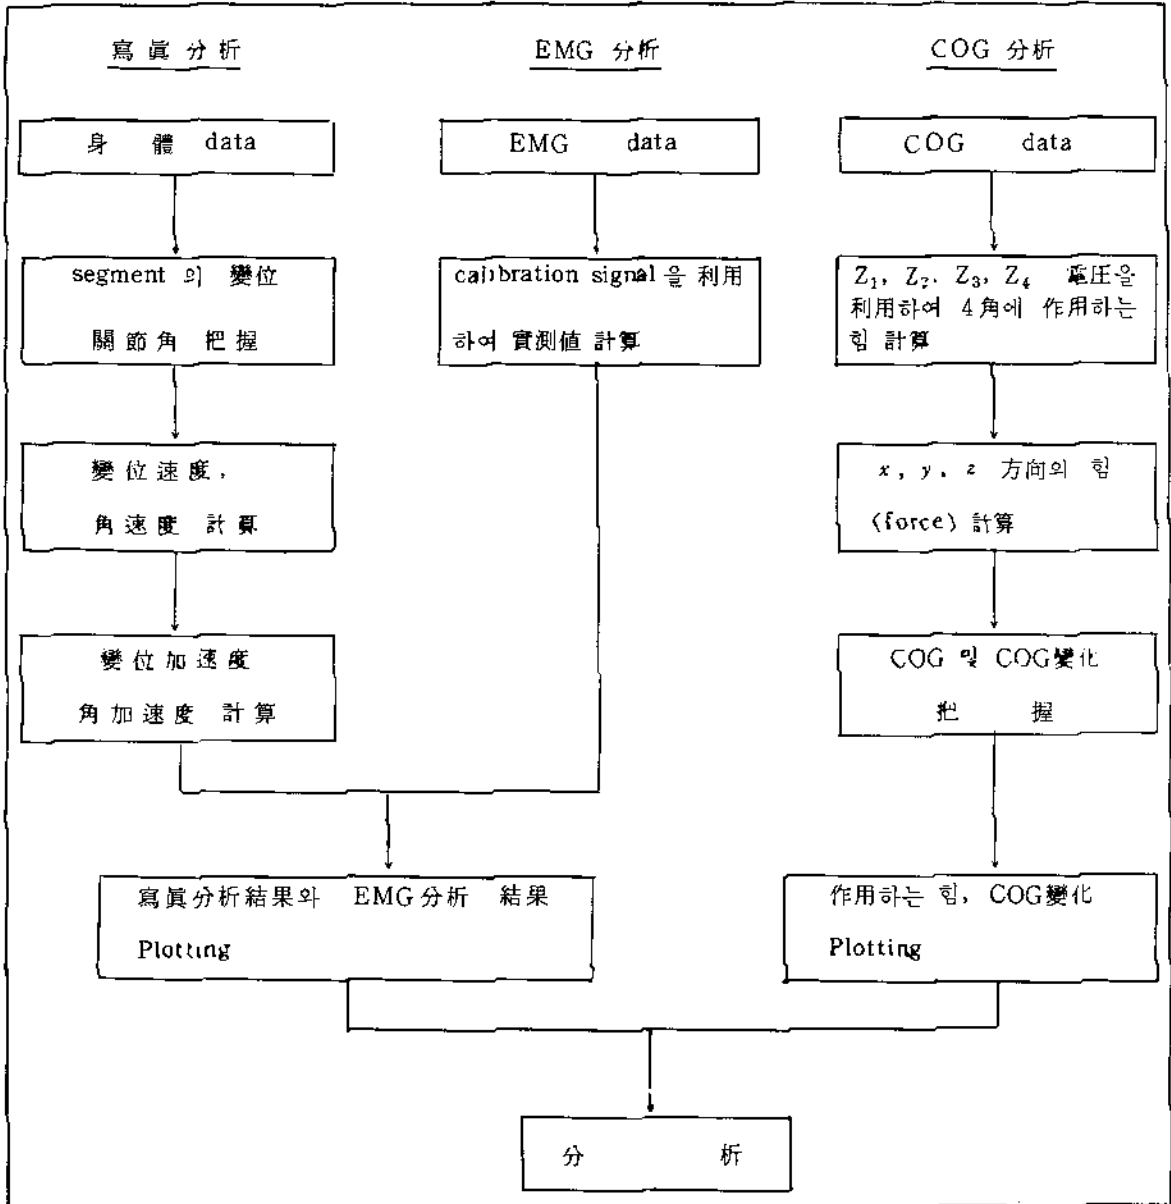 寫眞分析
EMG 分析
COG 分析
身 體 data
EMG data
COG data
segment 의 變位
關節角 把握
calibration signal을 利用
하여 實測値 計算
Z₁, Z₂, Z₃, Z₄ 電圧을
利用하여 4角에 作用하는
힘 計算
變位速度,
角速度 計算
x, y, z 方向의 힘
(force) 計算
變位加速度
角加速度 計算
COG 및 COG變化
把 握
寫眞分析結果와 EMG分析 結果
Plotting
作用하는 힘, COG變化
Plotting
分 析